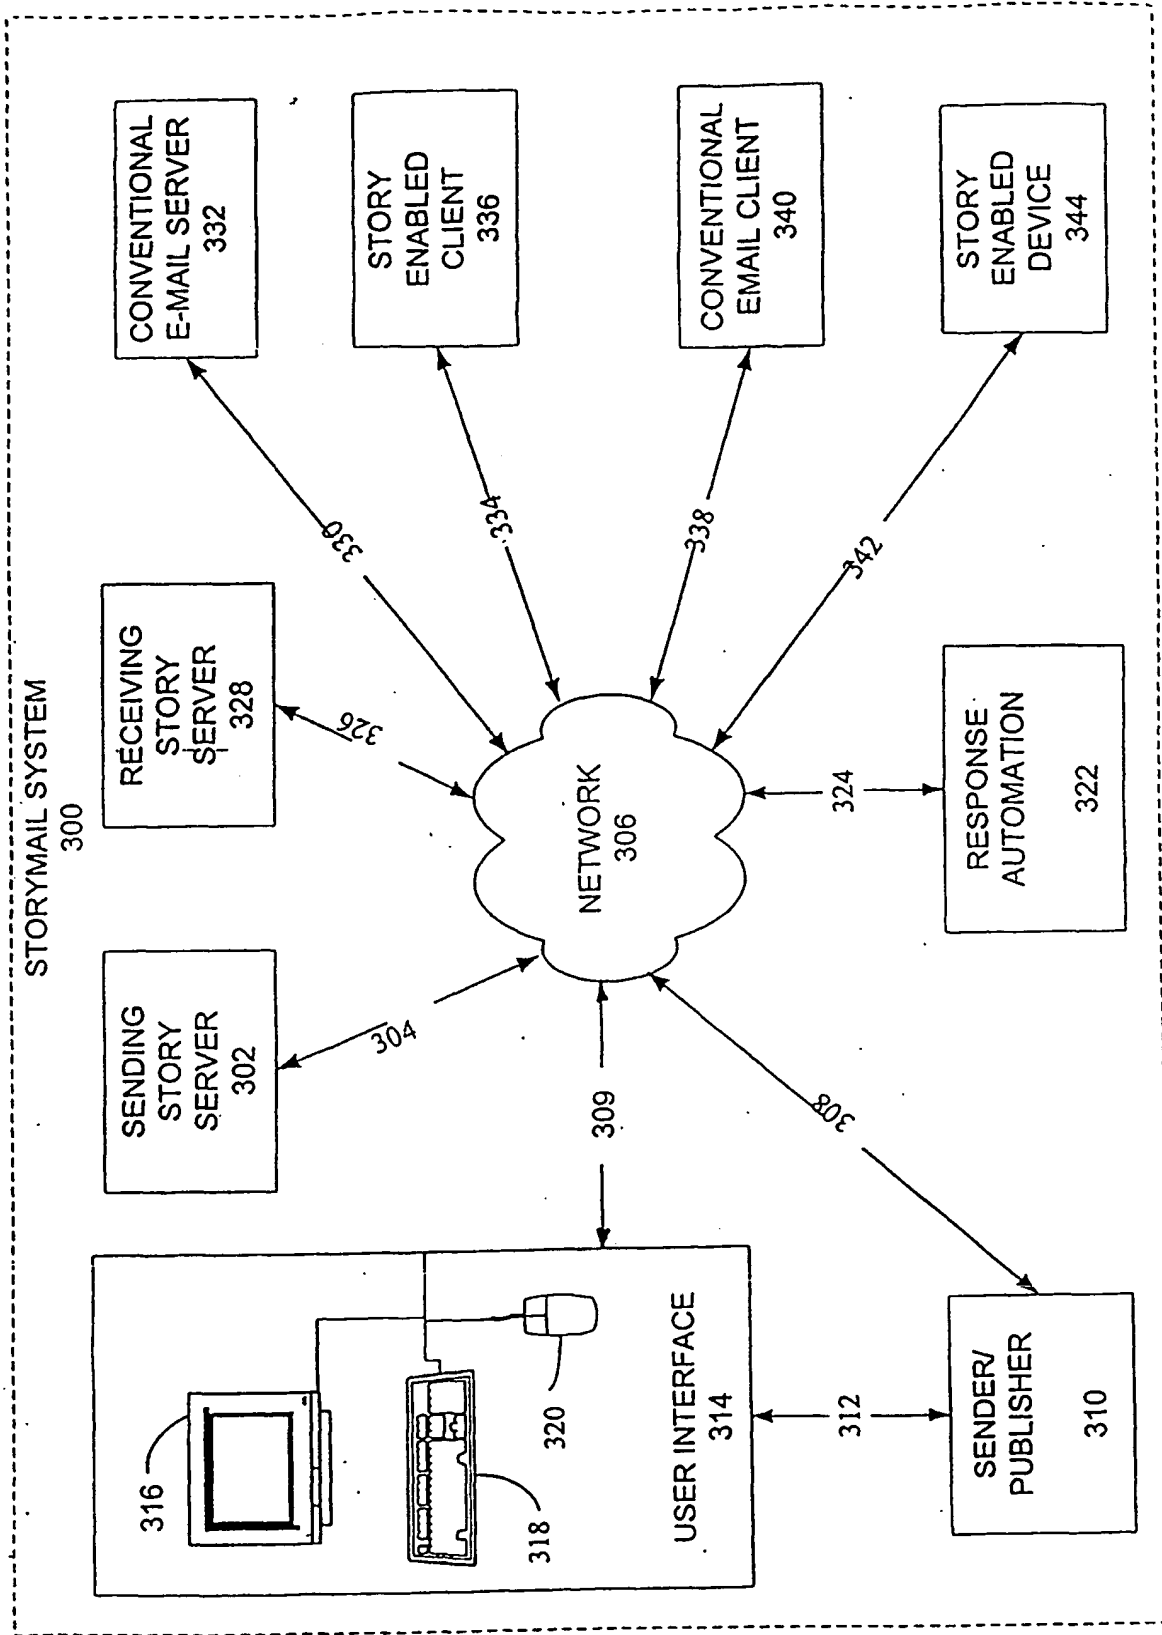 STORYMAIL SYSTEM
300
316
318
320
USER INTERFACE
314
312
SENDER/
PUBLISHER
310
SENDING
STORY
SERVER
302
304
309
308
RECEIVING
STORY
SERVER
328
326
NETWORK
306
324
RESPONSE
AUTOMATION
322
330
334
338
342
CONVENTIONAL
E-MAIL SERVER
332
STORY
ENABLED
CLIENT
336
CONVENTIONAL
EMAIL CLIENT
340
STORY
ENABLED
DEVICE
344